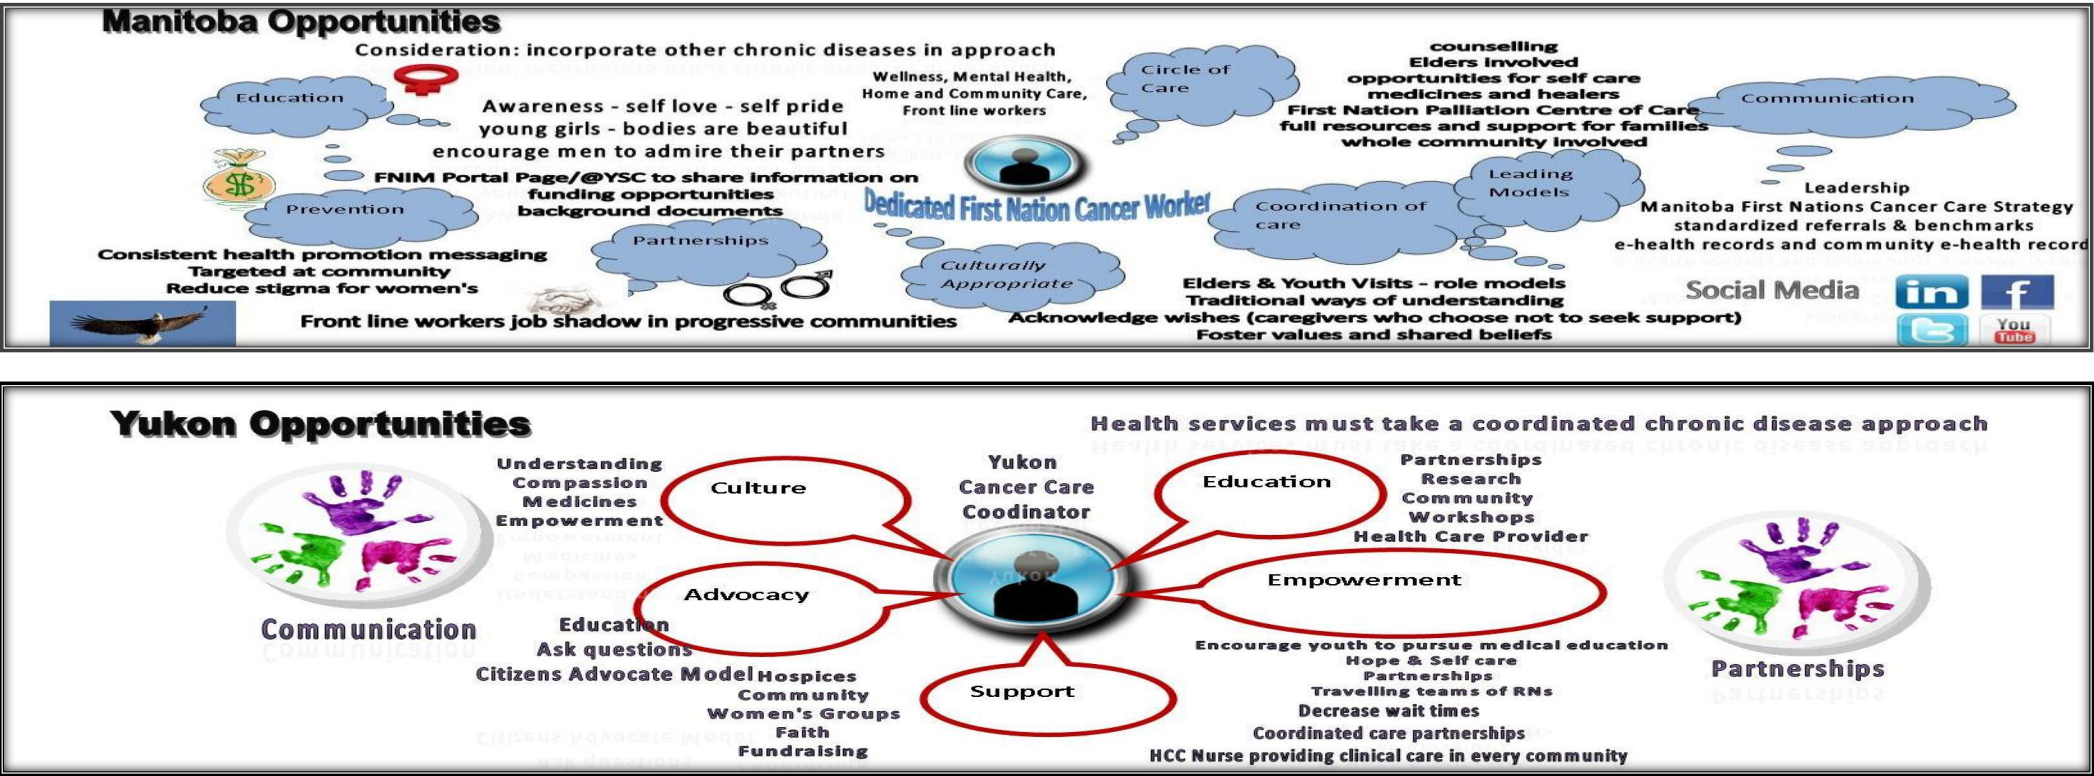 Manitoba Opportunities
Consideration: incorporate other chronic diseases in approach
Education
Awareness - self love - self pride
young girls - bodies are beautiful
encourage men to admire their partners
Wellness, Mental Health,
Home and Community Care,
Front line workers
Circle of
Care
counselling
Elders involved
opportunities for self care
medicines and healers
First Nation Palliation Centre of Care
full resources and support for families
whole community involved
Communication
FNIM Portal Page/@YSC to share information on
funding opportunities
background documents
Prevention
Dedicated First Nation Cancer Worker
Coordination of
care
Leading
Models
Leadership
Manitoba First Nations Cancer Care Strategy
standardized referrals & benchmarks
e-health records and community e-health record
Consistent health promotion messaging
Targeted at community
Reduce stigma for women's
Partnerships
Culturally
Appropriate
Elders & Youth Visits - role models
Traditional ways of understanding
Acknowledge wishes (caregivers who choose not to seek support)
Foster values and shared beliefs
Front line workers job shadow in progressive communities
Social Media
in
f
You
Tube
Yukon Opportunities
Health services must take a coordinated chronic disease approach
Understanding
Compassion
Medicines
Empowerment
Culture
Yukon
Cancer Care
Coodinator
Education
Partnerships
Research
Community
Workshops
Health Care Provider
Communication
Advocacy
Education
Ask questions
Citizens Advocate Model
Empowerment
Encourage youth to pursue medical education
Hope & Self care
Partnerships
Travelling teams of RNs
Decrease wait times
Coordinated care partnerships
HCC Nurse providing clinical care in every community
Partnerships
Support
Hospices
Community
Women's Groups
Faith
Fundraising